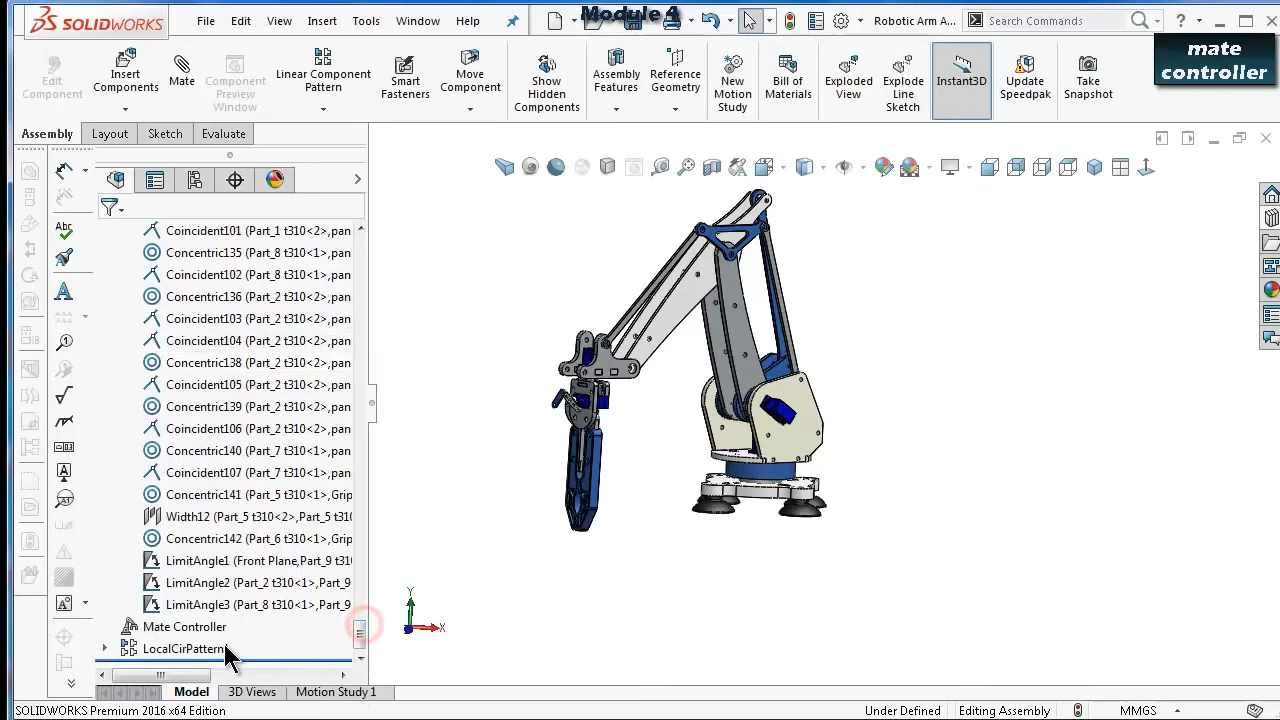 SOLIDWORKS
File Edit View Insert Tools Window Help
Module 4
Robotic Arm A...
Search Commands
?
mate
controller
Edit
Component
Insert
Components
Mate
Component
Preview
Window
Linear Component
Pattern
Smart
Fasteners
Move
Component
Show
Hidden
Components
Assembly
Features
Reference
Geometry
New
Motion
Study
Bill of
Materials
Exploded
View
Explode
Line
Sketch
Instant3D
Update
Speedpak
Take
Snapshot
Assembly Layout Sketch Evaluate
Coincident101 (Part_1 t310<2>,pan
Concentric135 (Part_8 t310<1>,pan
Coincident102 (Part_8 t310<1>,pan
Concentric136 (Part_2 t310<2>,pan
Coincident103 (Part_2 t310<2>,pan
Coincident104 (Part_2 t310<2>,pan
Concentric138 (Part_2 t310<2>,pan
Coincident105 (Part_2 t310<2>,pan
Concentric139 (Part_2 t310<2>,pan
Coincident106 (Part_2 t310<2>,pan
Concentric140 (Part_7 t310<1>,pan
Coincident107 (Part_7 t310<1>,pan
Concentric141 (Part_5 t310<1>,Grip
Width12 (Part_5 t310<2>,Part_5 t310
Concentric142 (Part_6 t310<1>,Grip
LimitAngle1 (Front Plane,Part_9 t31
LimitAngle2 (Part_2 t310<1>,Part_9
LimitAngle3 (Part_8 t310<1>,Part_9
Mate Controller
LocalCirPattern
Y
X
Model 3D Views Motion Study 1
SOLIDWORKS Premium 2016 x64 Edition
Under Defined Editing Assembly MMGS